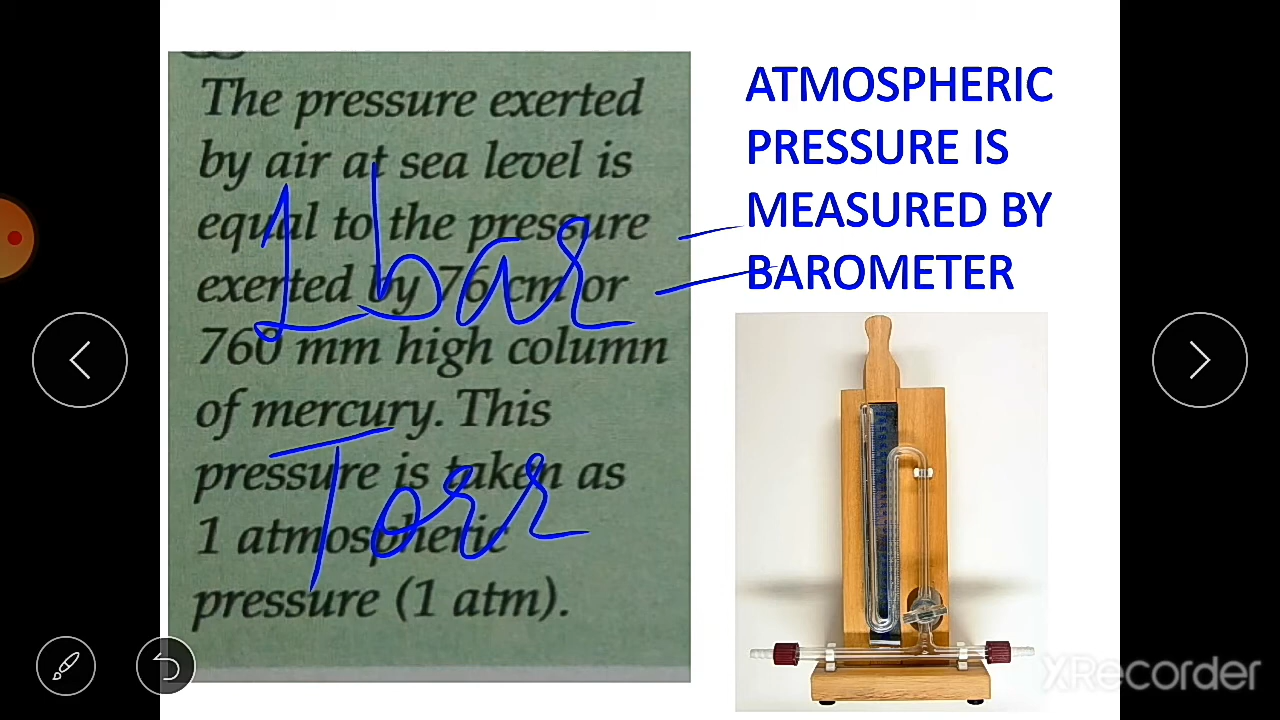 The pressure exerted
by air at sea level is
equal to the pressure
exerted by 76 cm or
760 mm high column
of mercury. This
pressure is taken as
1 atmospheric
pressure (1 atm).
1 bar
Torr
ATMOSPHERIC
PRESSURE IS
MEASURED BY
BAROMETER
XRecorder